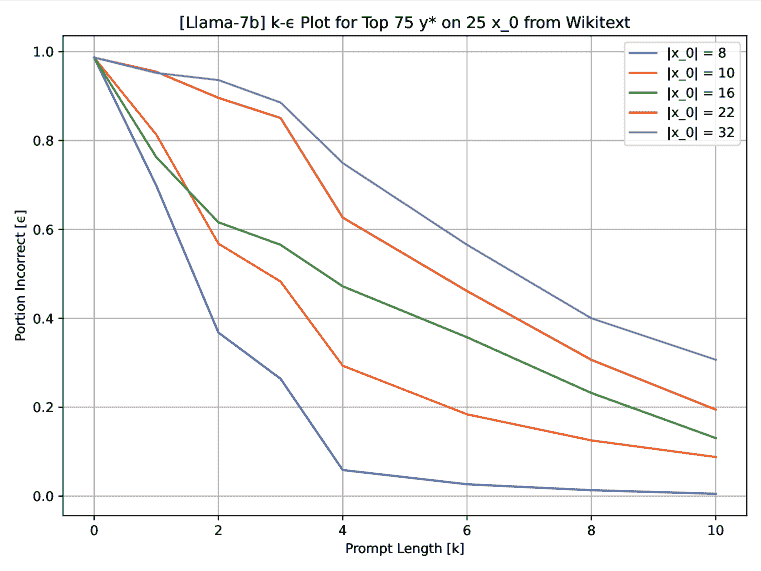 [Llama-7b] k-ϵ Plot for Top 75 y* on 25 x_0 from Wikitext
|x_0| = 8
|x_0| = 10
|x_0| = 16
|x_0| = 22
|x_0| = 32
Portion Incorrect [ϵ]
1.0
0.8
0.6
0.4
0.2
0.0
0 2 4 6 8 10
Prompt Length [k]